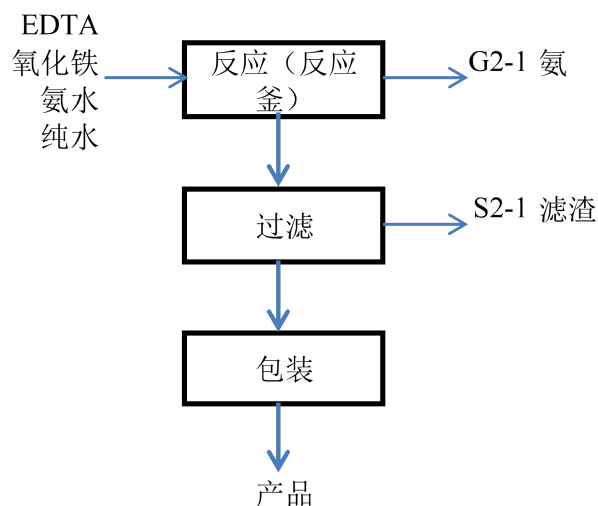 EDTA
氧化铁
氨水
纯水
反应（反应
釜）
G2-1 氨
过滤
S2-1 滤渣
包装
产品